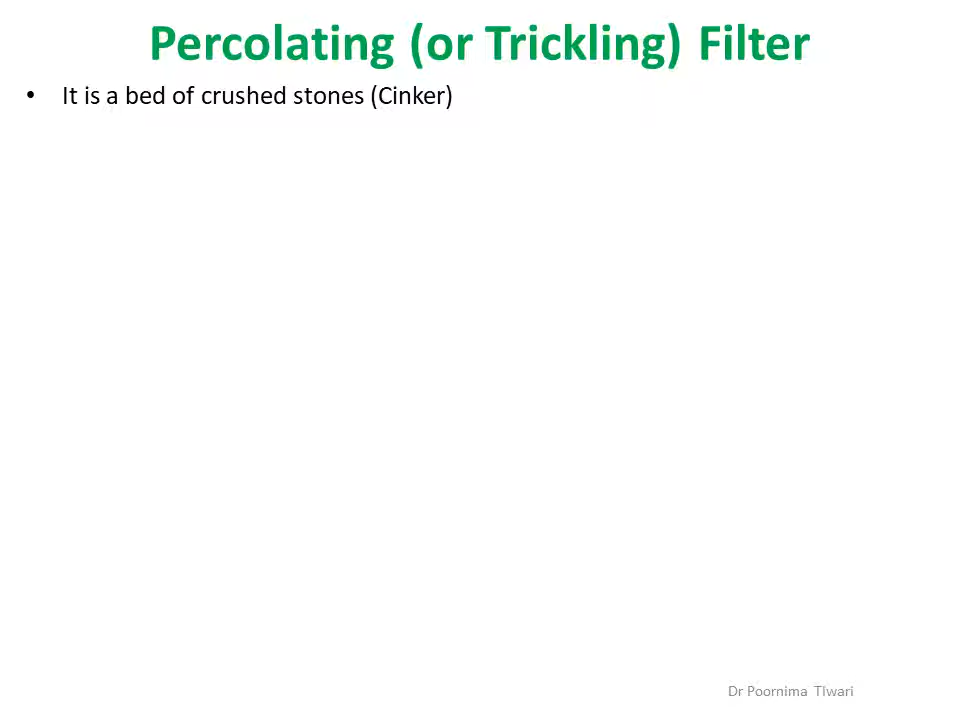 Percolating (or Trickling) Filter
• It is a bed of crushed stones (Cinker)
Dr Poornima TIwari